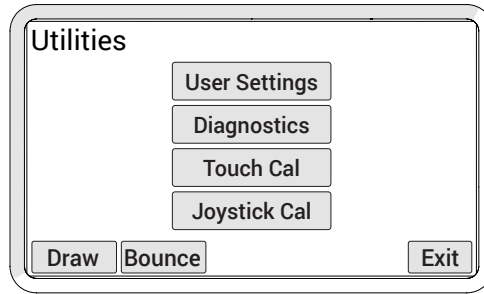 Utilities
User Settings
Diagnostics
Touch Cal
Joystick Cal
Draw Bounce Exit